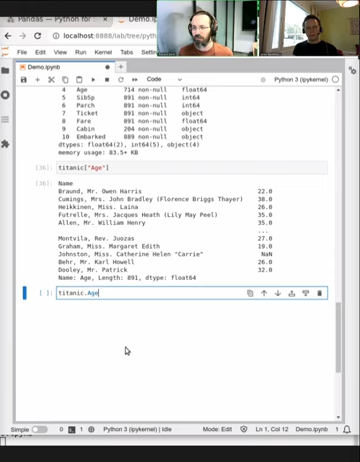 Pandas — Python for
Demo.ipynb
localhost:8888/lab/tree/pyth
File Edit View Run Kernel
Demo.ipynb
Code
Python 3 (ipykernel)
4 Age 714 non-null float64
5 SibSp 891 non-null int64
6 Parch 891 non-null int64
7 Ticket 891 non-null object
8 Fare 891 non-null float64
9 Cabin 204 non-null object
10 Embarked 889 non-null object
dtypes: float64(2), int64(5), object(4)
memory usage: 83.5+ KB
[36]: titanic["Age"]
[36]: Name
Braund, Mr. Owen Harris 22.0
Cumings, Mrs. John Bradley (Florence Briggs Thayer) 38.0
Heikkinen, Miss. Laina 26.0
Futrelle, Mrs. Jacques Heath (Lily May Peel) 35.0
Allen, Mr. William Henry 35.0
...
Montvila, Rev. Juozas 27.0
Graham, Miss. Margaret Edith 19.0
Johnston, Miss. Catherine Helen "Carrie" NaN
Behr, Mr. Karl Howell 26.0
Dooley, Mr. Patrick 32.0
Name: Age, Length: 891, dtype: float64
[ ]: titanic.Age
Simple 0 1 Python 3 (ipykernel) | Idle Mode: Edit Ln 1, Col 12 Demo.ipynb 1